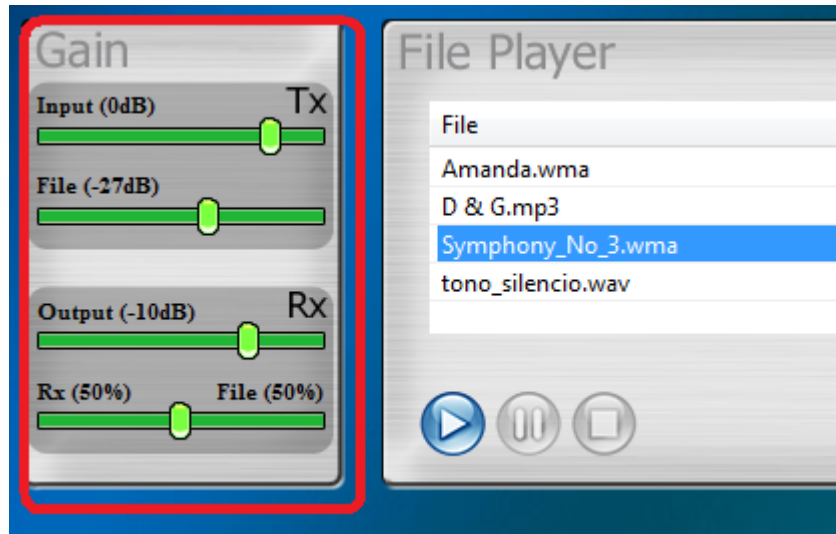 Gain
Input (0dB) Tx
File (-27dB)
Output (-10dB) Rx
Rx (50%) File (50%)
File Player
File
Amanda.wma
D & G.mp3
Symphony_No_3.wma
tono_silencio.wav